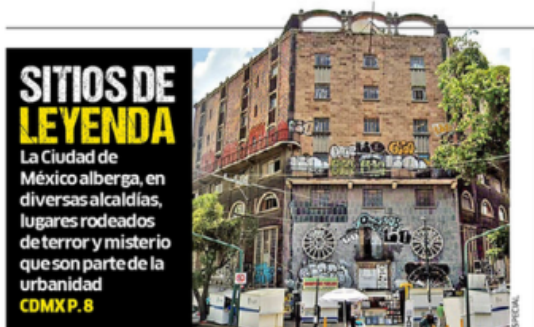 SITIOS DE
LEYENDA
La Ciudad de
México alberga, en
diversas alcaldías,
lugares rodeados
de terror y misterio
que son parte de la
urbanidad
CDMX P. 8
ESPECIAL